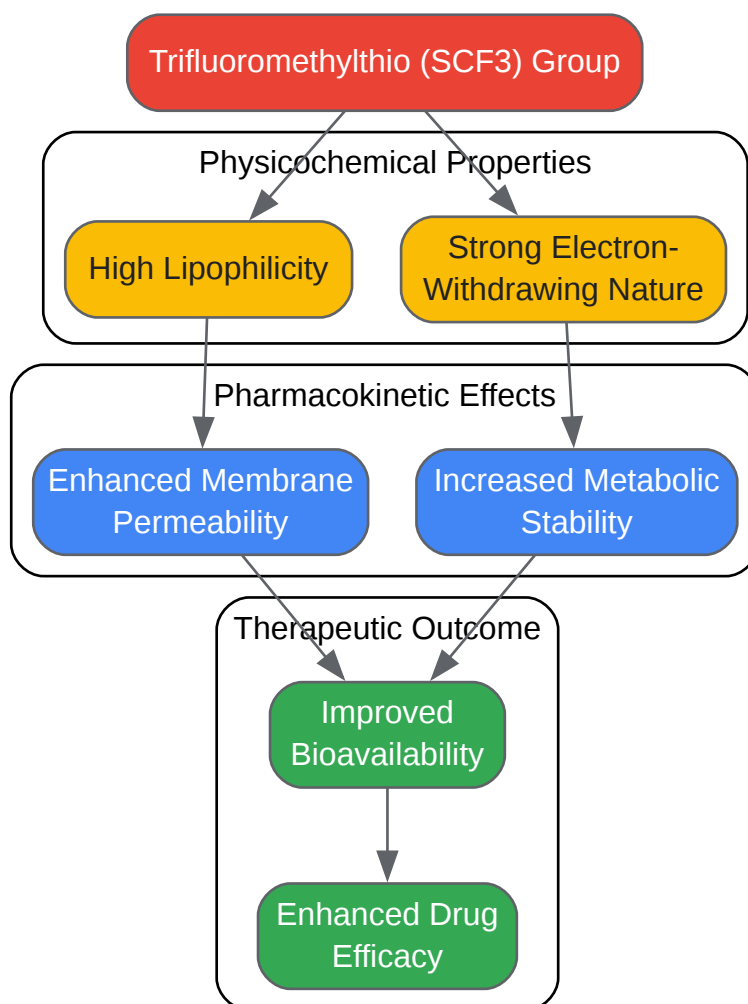 Trifluoromethylthio (SCF3) Group
Physicochemical Properties
High Lipophilicity
Strong Electron-
Withdrawing Nature
Pharmacokinetic Effects
Enhanced Membrane
Permeability
Increased Metabolic
Stability
Therapeutic Outcome
Improved
Bioavailability
Enhanced Drug
Efficacy